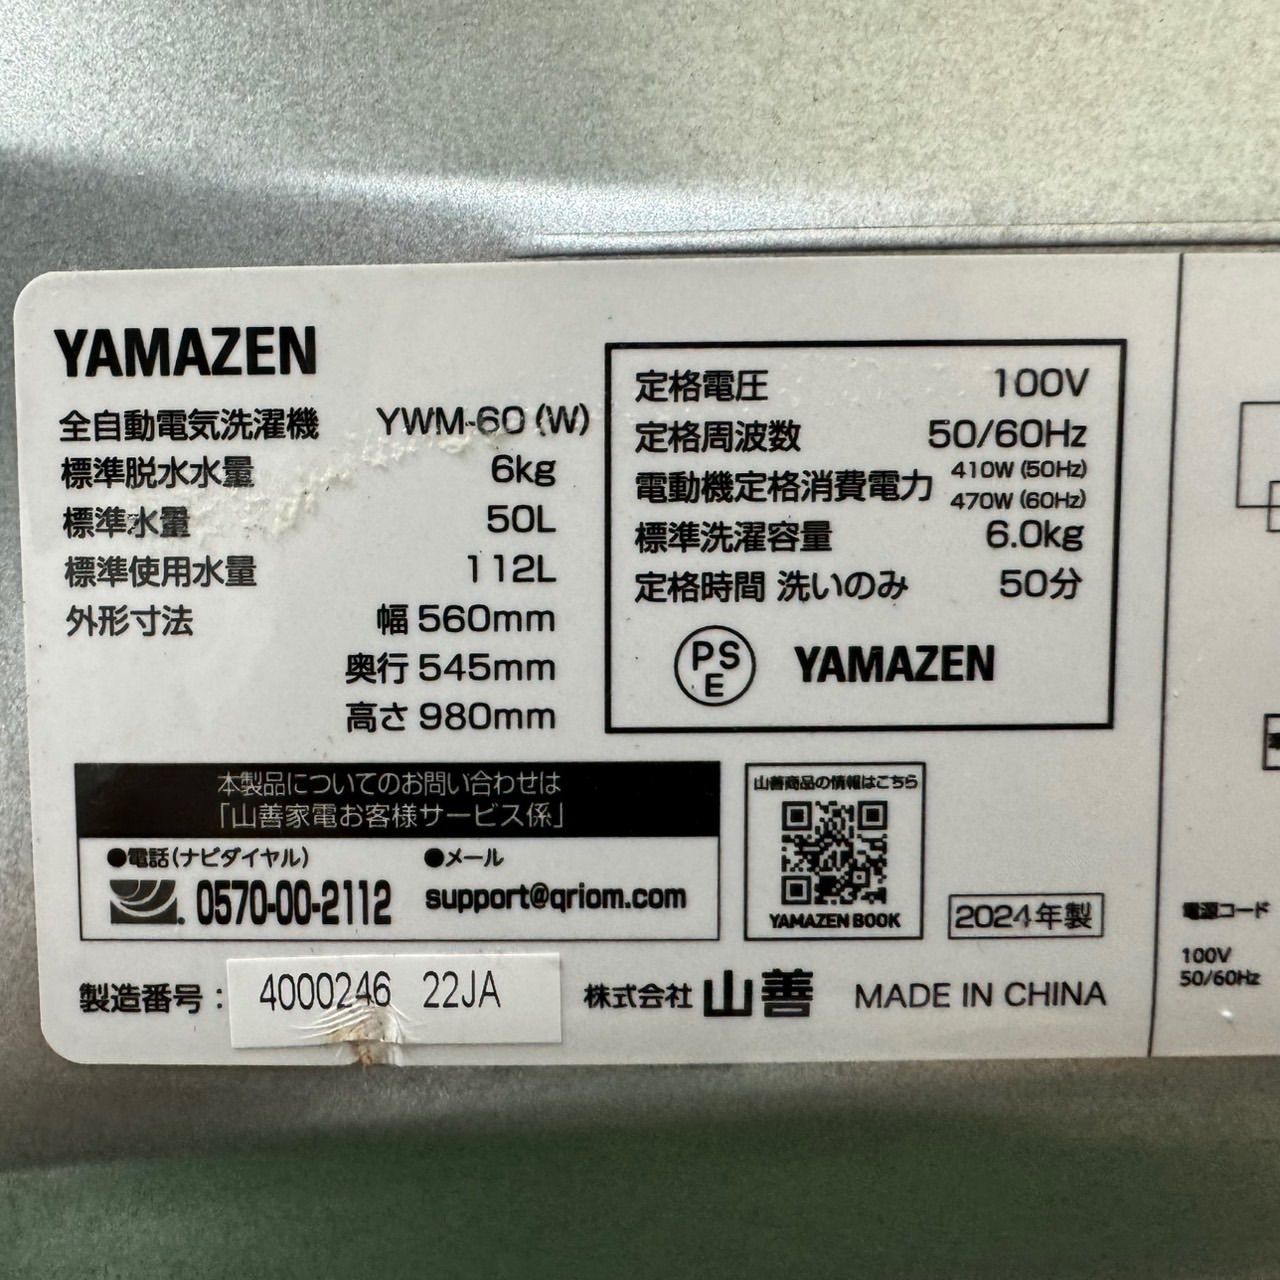 YAMAZEN
全自動電気洗濯機 YWM-60 (W)
標準脱水水量 6kg
標準水量 50L
標準使用水量 112L
外形寸法 幅 560mm
奥行 545mm
高さ 980mm
定格電圧 100V
定格周波数 50/60Hz
電動機定格消費電力 410W (50Hz)
470W (60Hz)
標準洗濯容量 6.0kg
定格時間 洗いのみ 50分
PS
E
YAMAZEN
本製品についてのお問い合わせは
「山善家電お客様サービス係」
●電話(ナビダイヤル) ●メール
0570-00-2112 support@qriom.com
山善商品の情報はこちら
YAMAZEN BOOK
2024年製
製造番号: 4000246 22JA
株式会社 山善 MADE IN CHINA
電源コード
100V
50/60Hz